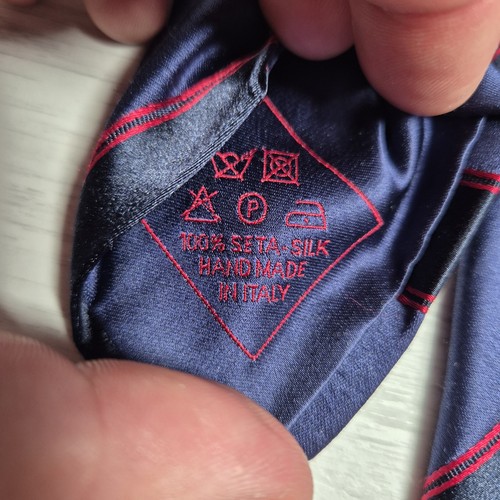 P
100% SETA-SILK
HAND MADE
IN ITALY